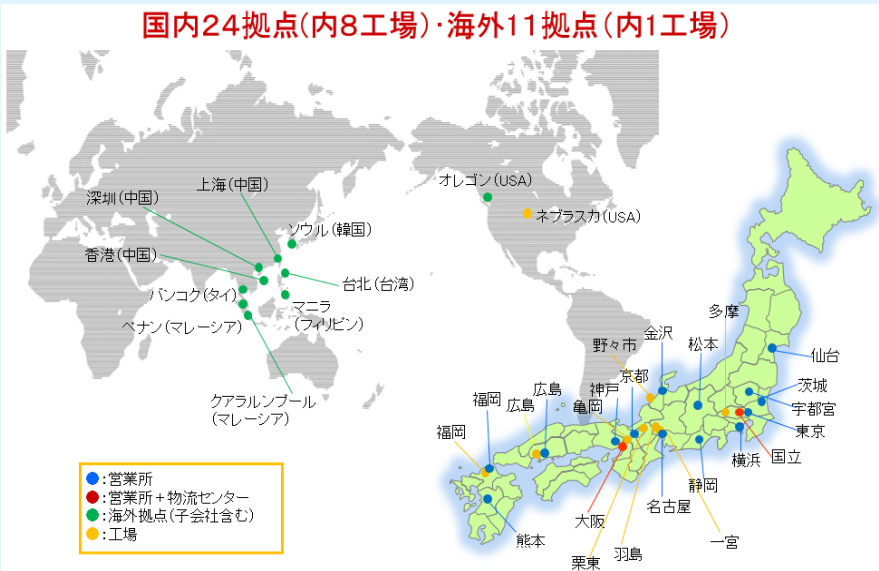 国内24拠点(内8工場)･海外11拠点(内1工場)
オレゴン(USA)
ネブラスカ(USA)
上海(中国)
深圳(中国)
ソウル(韓国)
香港(中国)
台北(台湾)
バンコク(タイ)
マニラ
(フィリピン)
ペナン(マレーシア)
クアラルンプール
(マレーシア)
多摩
金沢
野々市
松本
仙台
京都
神戸
広島
福岡
茨城
亀岡
広島
宇都宮
福岡
東京
国立
横浜
静岡
名古屋
大阪
一宮
熊本
羽島
栗東
:営業所
:営業所+物流センター
:海外拠点(子会社含む)
:工場